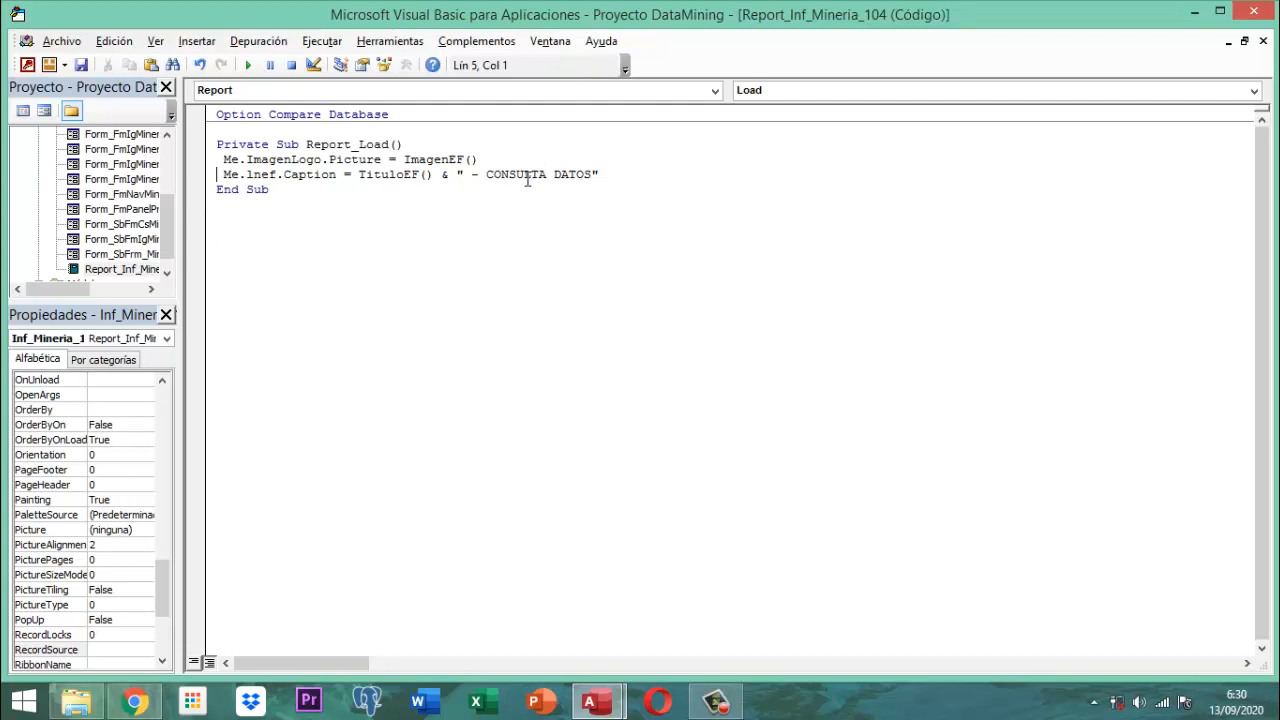 Microsoft Visual Basic para Aplicaciones - Proyecto DataMining - [Report_Inf_Mineria_104 (Código)]
Archivo Edición Ver Insertar Formato Depuración Ejecutar Herramientas Complementos Ventana Ayuda
Lín 5, Col 1
Proyecto - Proyecto Dat
Report Load
Form_FmIgMiner
Form_FmIgMiner
Form_FmIgMiner
Form_FmIgMiner
Form_FmNavMin
Form_FmPanelPr
Form_SbFmCsMi
Form_SbFmIgMir
Form_SbFrm_Mi
Report_Inf_Mine
Option Compare Database
Private Sub Report_Load()
Me.ImagenLogo.Picture = ImagenEF()
Me.lnef.Caption = TituloEF() & " - CONSULTA DATOS"
End Sub
Propiedades - Inf_Miner
Inf_Mineria_1 Report_Inf_Mi
Alfabética Por categorías
OnUnload
OpenArgs
OrderBy
OrderByOn False
OrderByOnLoad True
Orientation 0
PageFooter 0
PageHeader 0
Painting True
PaletteSource (Predetermina
Picture (ninguna)
PictureAlignmen 2
PicturePages 0
PictureSizeMode 0
PictureTiling False
PictureType 0
PopUp False
RecordLocks 0
RecordSource
RibbonName
Pr W X P A
6:30
13/09/2020